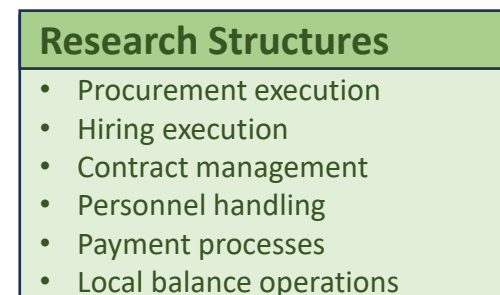 Research Structures
• Procurement execution
• Hiring execution
• Contract management
• Personnel handling
• Payment processes
• Local balance operations